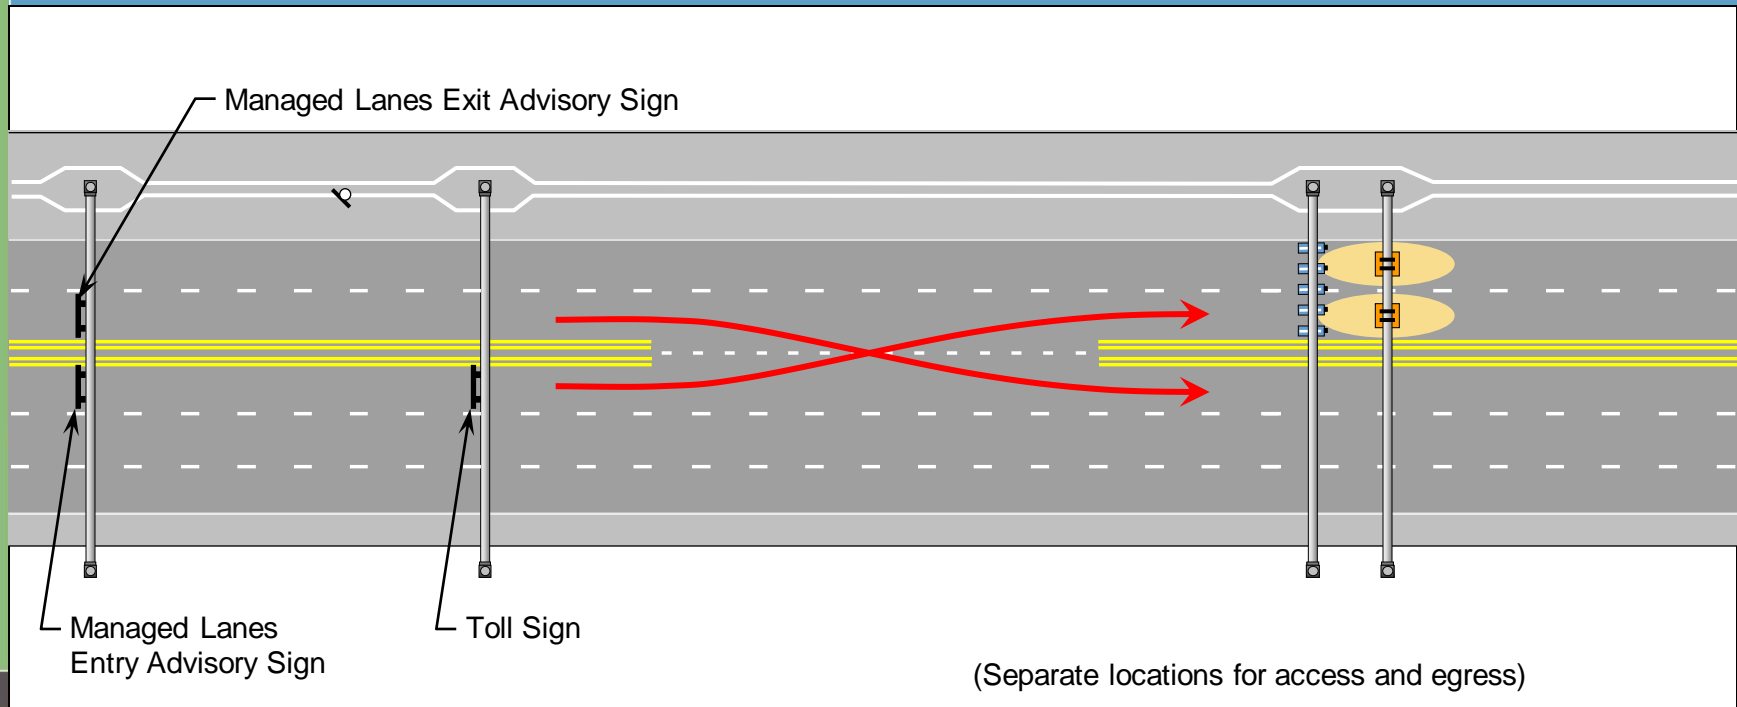 Managed Lanes Exit Advisory Sign
Managed Lanes
Entry Advisory Sign
Toll Sign
(Separate locations for access and egress)